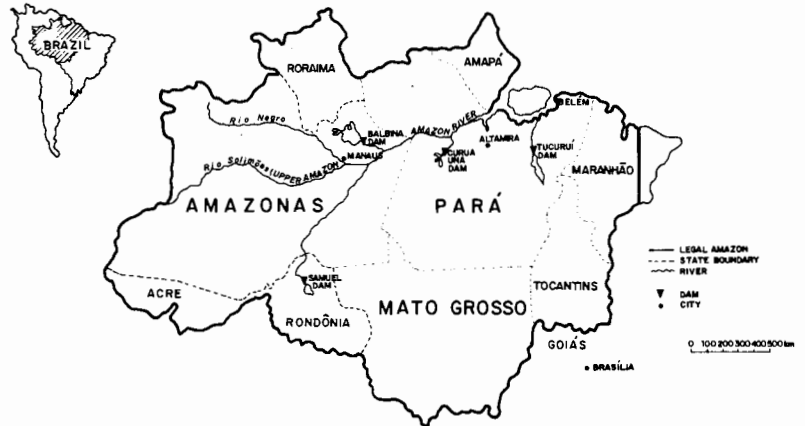 BRAZIL
RORAIMA
AMAPÁ
Rio Negro
BALBINA
DAM
MANAUS
AMAZON RIVER
BELÉM
ALTAMIRA
CURUÁ
UNA
DAM
TUCURUÍ
DAM
MARANHÃO
Rio Solimões (UPPER AMAZON)
AMAZONAS
PARÁ
LEGAL AMAZON
STATE BOUNDARY
RIVER
DAM
CITY
ACRE
SAMUEL
DAM
RONDÔNIA
MATO GROSSO
TOCANTINS
GOIÁS
BRASÍLIA
0 100 200 300 400 500 km